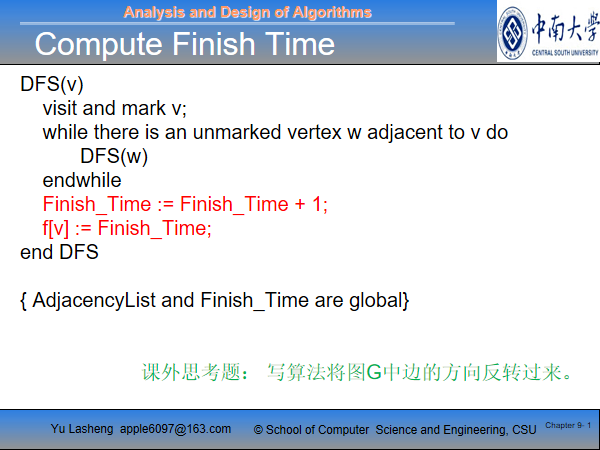 Analysis and Design of Algorithms
Compute Finish Time
中南大学
CENTRAL SOUTH UNIVERSITY
DFS(v)
visit and mark v;
while there is an unmarked vertex w adjacent to v do
DFS(w)
endwhile
Finish_Time := Finish_Time + 1;
f[v] := Finish_Time;
end DFS
{ AdjacencyList and Finish_Time are global}
课外思考题： 写算法将图G中边的方向反转过来。
Yu Lasheng apple6097@163.com
© School of Computer Science and Engineering, CSU
Chapter 9- 1